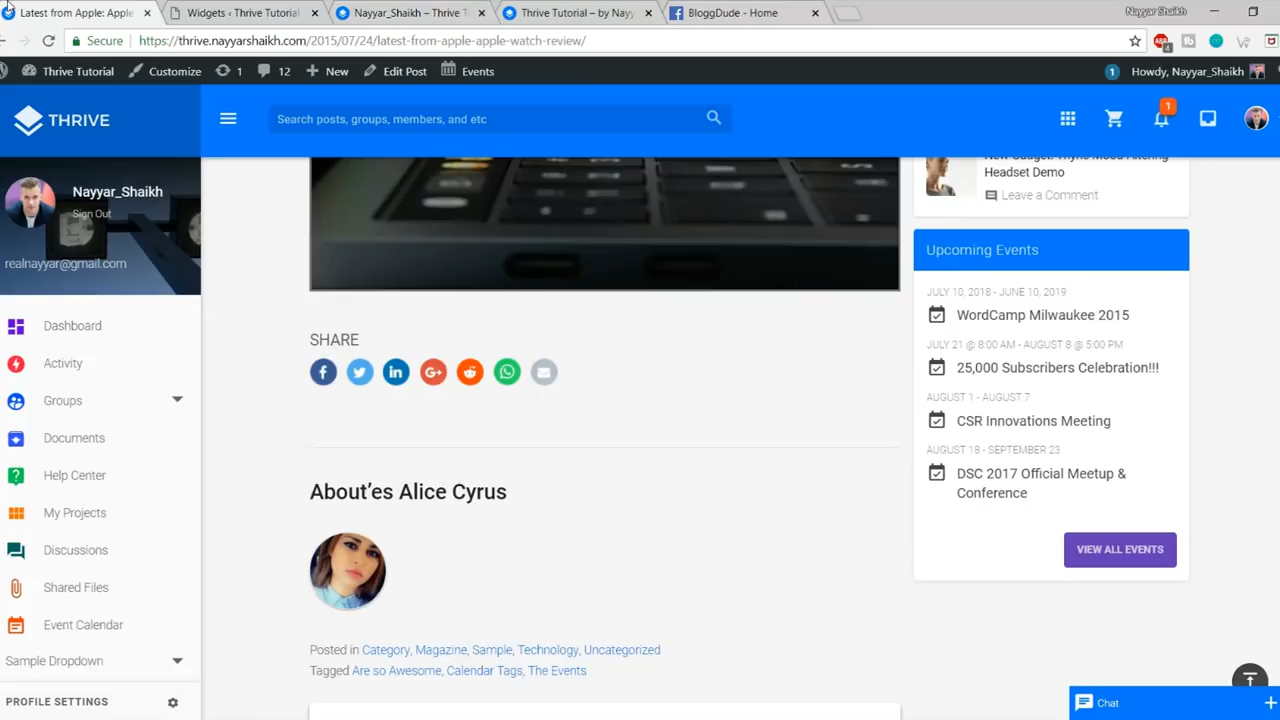 Latest from Apple: Apple
Widgets ‹ Thrive Tutorial
Nayyar_Shaikh – Thrive T
Thrive Tutorial – by Nayy
BloggDude - Home
Nayyar Shaikh
Secure
https://thrive.nayyarshaikh.com/2015/07/24/latest-from-apple-apple-watch-review/
4
Thrive Tutorial
Customize
1
12
New
Edit Post
Events
1
Howdy, Nayyar_Shaikh
THRIVE
Search posts, groups, members, and etc
1
Nayyar_Shaikh
Sign Out
realnayyar@gmail.com
Dashboard
Activity
Groups
Documents
Help Center
My Projects
Discussions
Shared Files
Event Calendar
Sample Dropdown
PROFILE SETTINGS
SHARE
About'es Alice Cyrus
Posted in Category, Magazine, Sample, Technology, Uncategorized
Tagged Are so Awesome, Calendar Tags, The Events
Headset Demo
Leave a Comment
Upcoming Events
JULY 10, 2018 - JUNE 10, 2019
WordCamp Milwaukee 2015
JULY 21 @ 8:00 AM - AUGUST 8 @ 5:00 PM
25,000 Subscribers Celebration!!!
AUGUST 1 - AUGUST 7
CSR Innovations Meeting
AUGUST 18 - SEPTEMBER 23
DSC 2017 Official Meetup &
Conference
VIEW ALL EVENTS
Chat